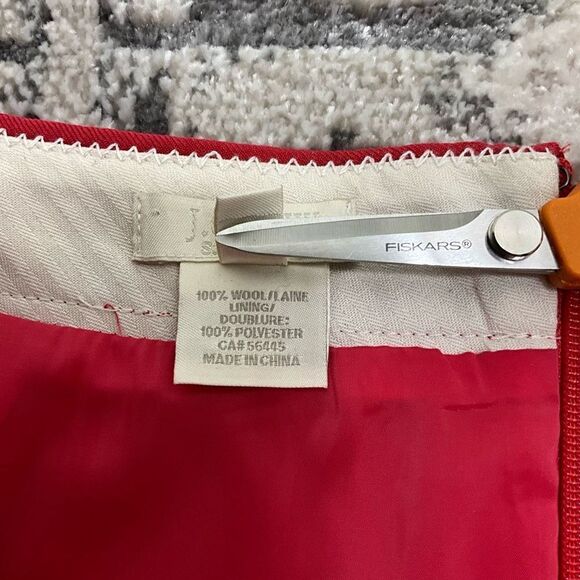 FISKARS®
100% WOOL/LAINE
LINING/
DOUBLURE:
100% POLYESTER
CA# 56445
MADE IN CHINA